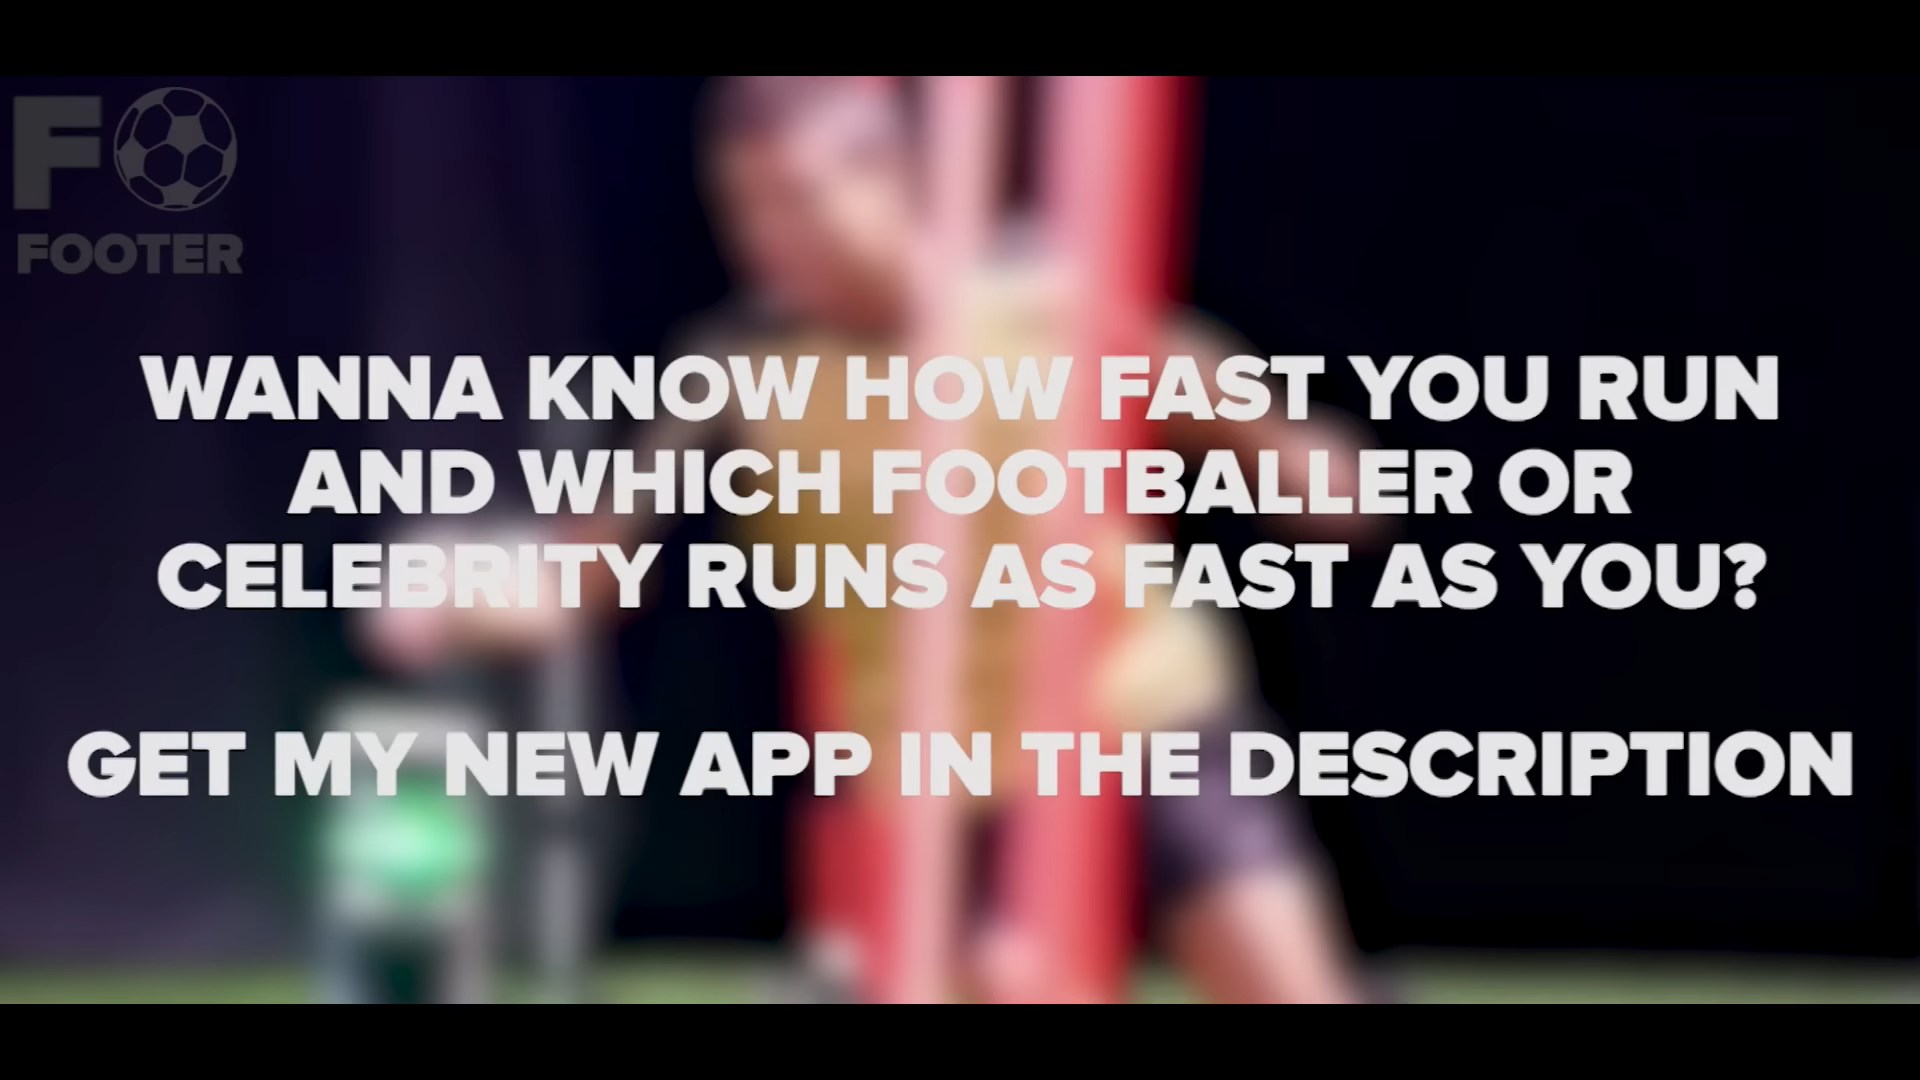 FO
FOOTER
WANNA KNOW HOW FAST YOU RUN
AND WHICH FOOTBALLER OR
CELEBRITY RUNS AS FAST AS YOU?
GET MY NEW APP IN THE DESCRIPTION